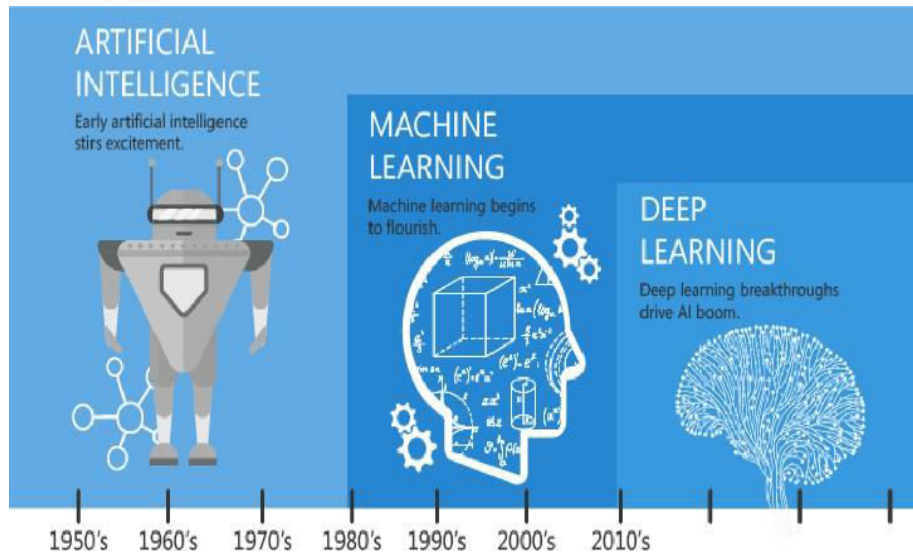 ARTIFICIAL
INTELLIGENCE
Early artificial intelligence
stirs excitement.
MACHINE
LEARNING
Machine learning begins
to flourish.
DEEP
LEARNING
Deep learning breakthroughs
drive AI boom.
1950's 1960's 1970's 1980's 1990's 2000's 2010's